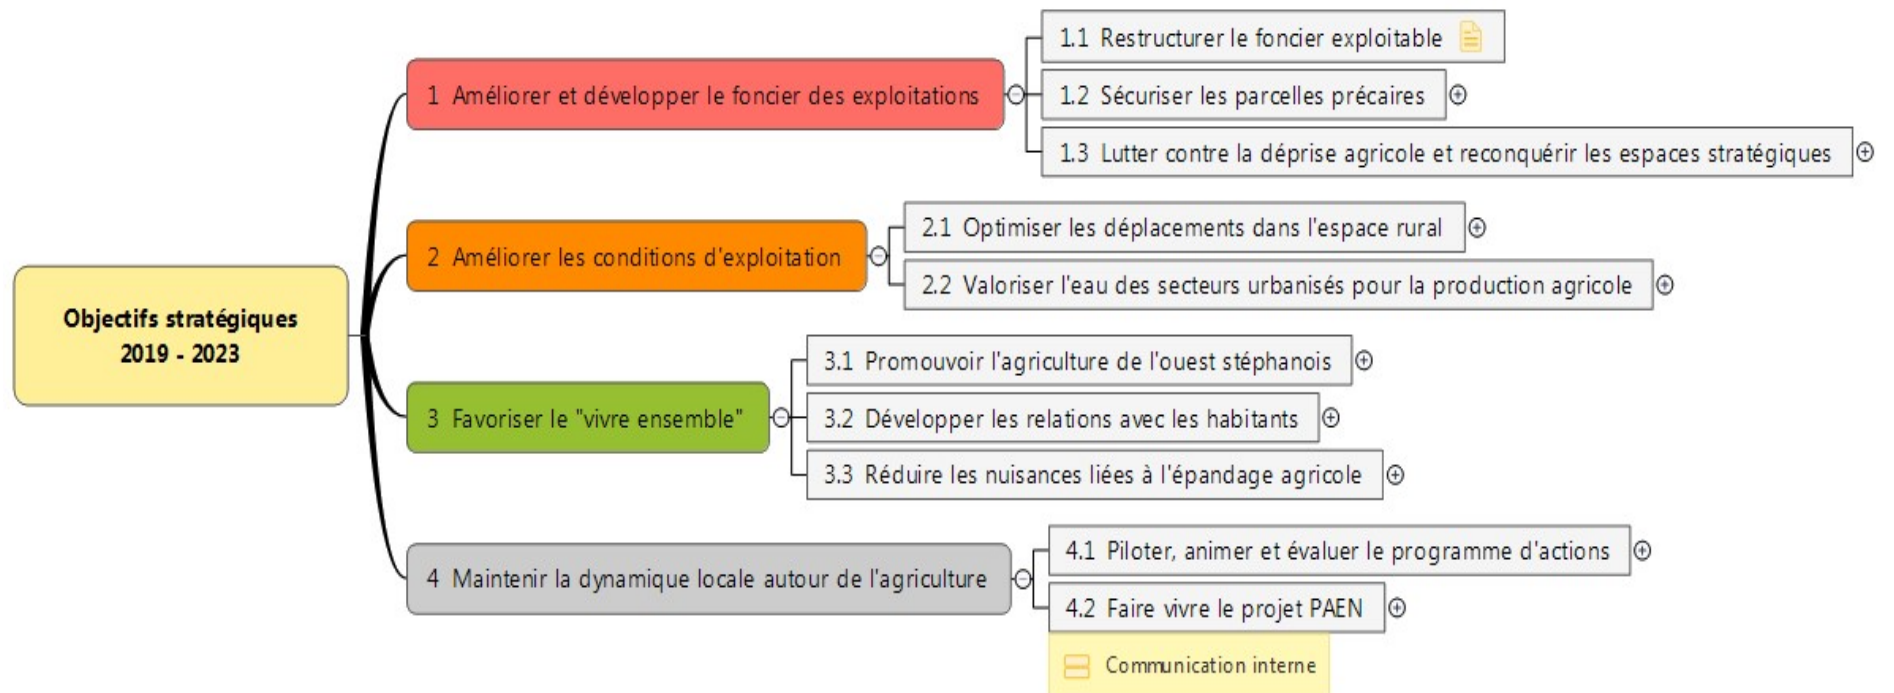 Objectifs stratégiques
2019 - 2023
1 Améliorer et développer le foncier des exploitations
1.1 Restructurer le foncier exploitable
1.2 Sécuriser les parcelles précaires
1.3 Lutter contre la déprise agricole et reconquérir les espaces stratégiques
2 Améliorer les conditions d'exploitation
2.1 Optimiser les déplacements dans l'espace rural
2.2 Valoriser l'eau des secteurs urbanisés pour la production agricole
3 Favoriser le "vivre ensemble"
3.1 Promouvoir l'agriculture de l'ouest stéphanois
3.2 Développer les relations avec les habitants
3.3 Réduire les nuisances liées à l'épandage agricole
4 Maintenir la dynamique locale autour de l'agriculture
4.1 Piloter, animer et évaluer le programme d'actions
4.2 Faire vivre le projet PAEN
Communication interne